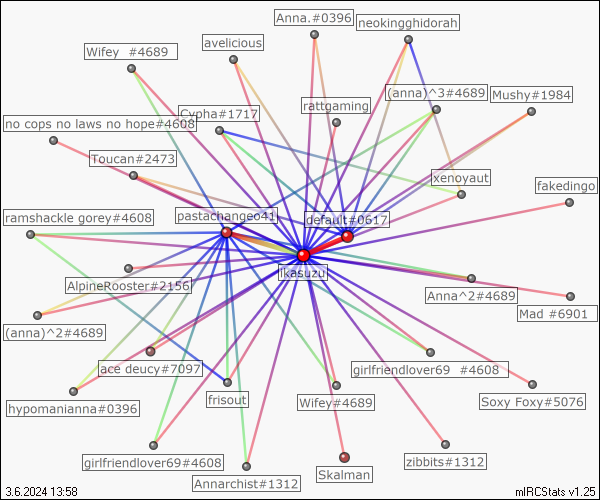 Anna.#0396
neokingghidorah
avelicious
Wifey  #4689
(anna)^3#4689
Mushy#1984
rattgaming
Cypha#1717
no cops no laws no hope#4608
Toucan#2473
xenoyaut
fakedingo
ramshackle gorey#4608
pastachangeo41
default#0617
ikasuzu
AlpineRooster#2156
Anna^2#4689
Mad #6901
(anna)^2#4689
ace deucy#7097
girlfriendlover69  #4608
hypomanianna#0396
frisout
Wifey#4689
Soxy Foxy#5076
girlfriendlover69#4608
Annarchist#1312
Skalman
zibbits#1312
3.6.2024 13:58
mIRCStats v1.25